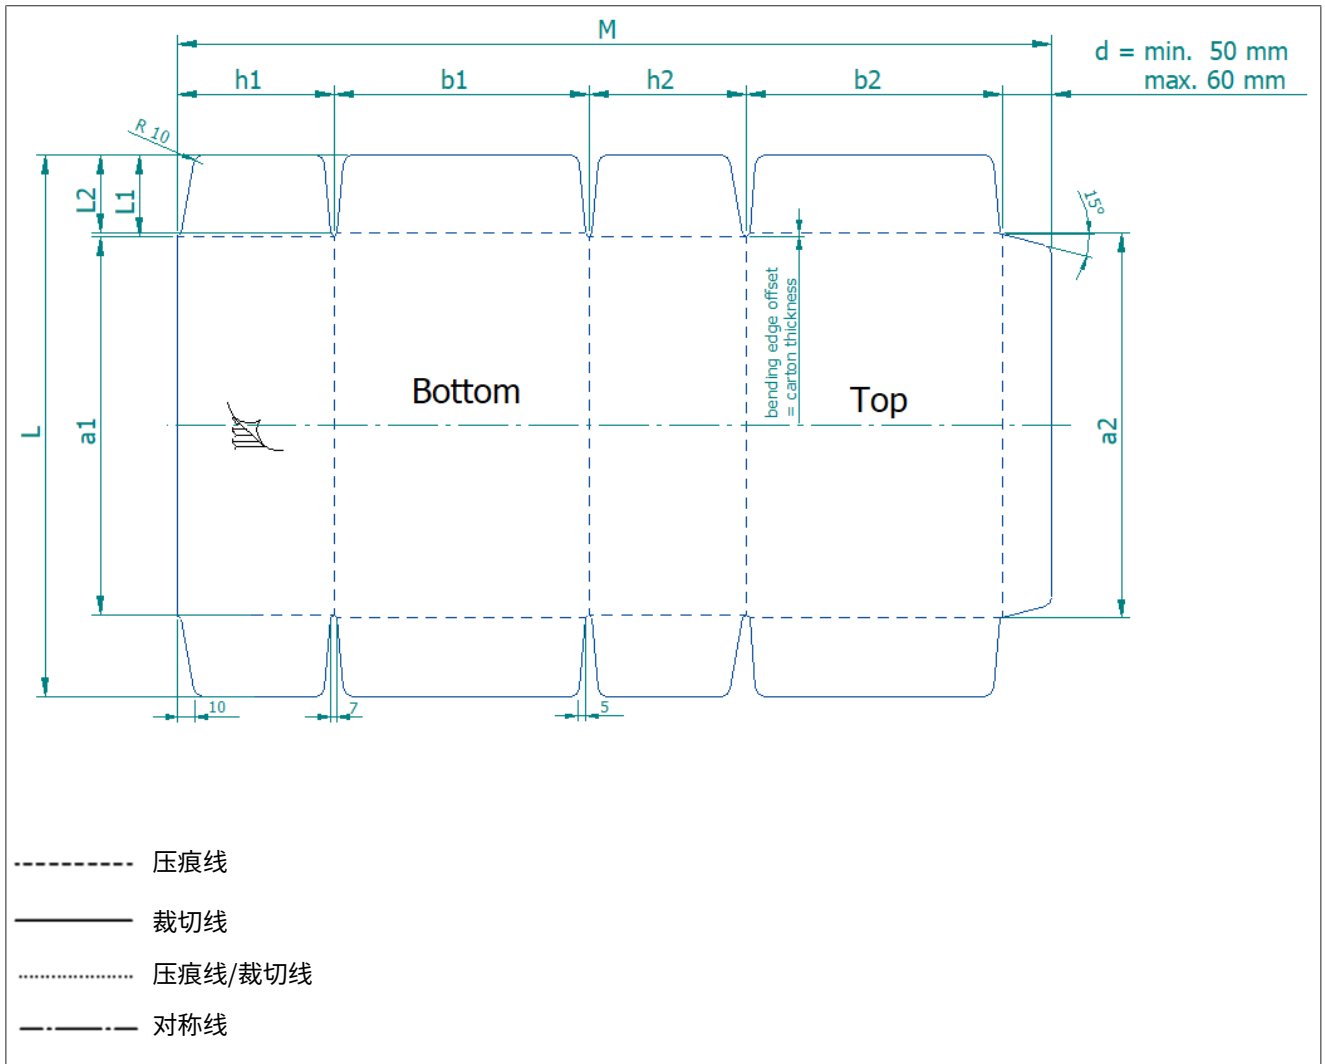 M
d = min. 50 mm
max. 60 mm
h1
b1
h2
b2
R 10
L2
L1
15°
bending edge offset
= carton thickness
Bottom
Top
L
a1
a2
10
7
5
压痕线
裁切线
压痕线/裁切线
对称线